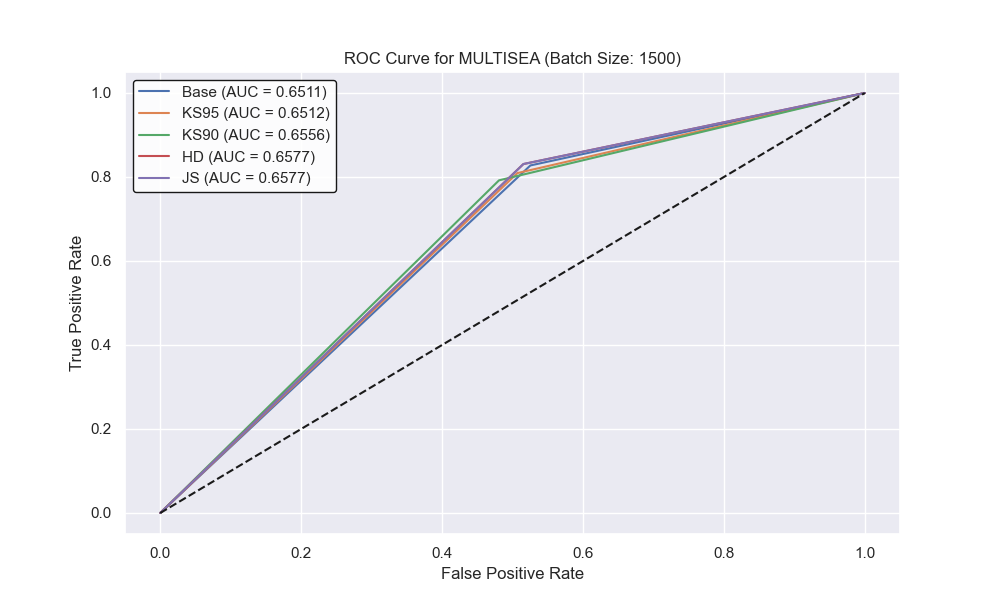 ROC Curve for MULTISEA (Batch Size: 1500)
Base (AUC = 0.6511)
KS95 (AUC = 0.6512)
KS90 (AUC = 0.6556)
HD (AUC = 0.6577)
JS (AUC = 0.6577)
True Positive Rate
1.0
0.8
0.6
0.4
0.2
0.0
0.0 0.2 0.4 0.6 0.8 1.0
False Positive Rate